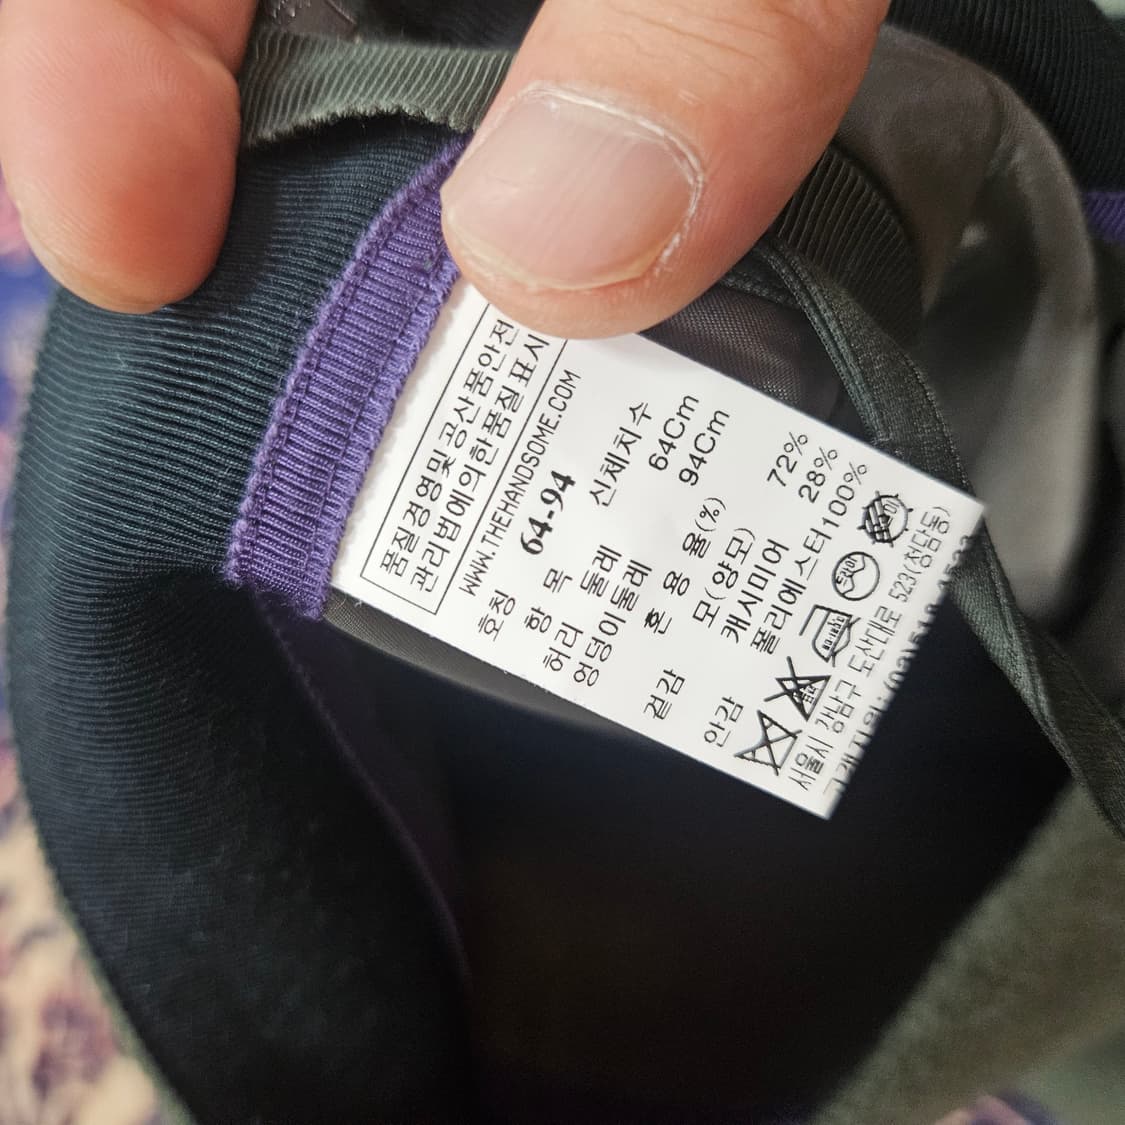 품질경영및 공산품안전
관리법에의한품질 표시
WWW.THEHANDSOME.COM
호칭 64-94
항 목 신체치수
허리 둘레 64Cm
엉덩이둘레 94Cm
혼 용 율(%)
겉감 모(양모) 72%
캐시미어 28%
안감 폴리에스터100%
드라이
서울시 강남구 도산대로 523(청담동)